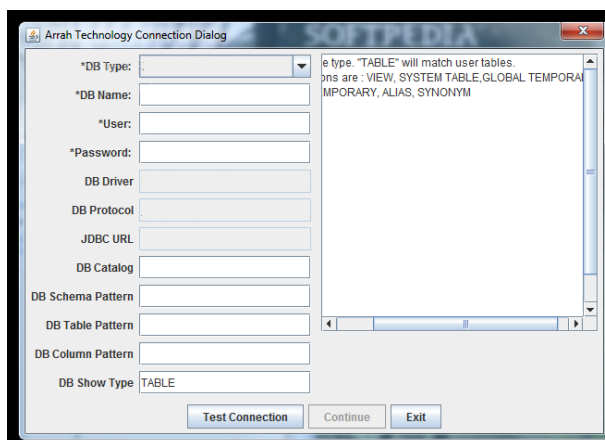 SOFTPEDIA
Arrah Technology Connection Dialog
*DB Type:
e type. "TABLE" will match user tables.
ons are : VIEW, SYSTEM TABLE,GLOBAL TEMPORA
MPORARY, ALIAS, SYNONYM
*DB Name:
*User:
*Password:
DB Driver
DB Protocol
JDBC URL
DB Catalog
DB Schema Pattern
DB Table Pattern
DB Column Pattern
DB Show Type TABLE
Test Connection Continue Exit